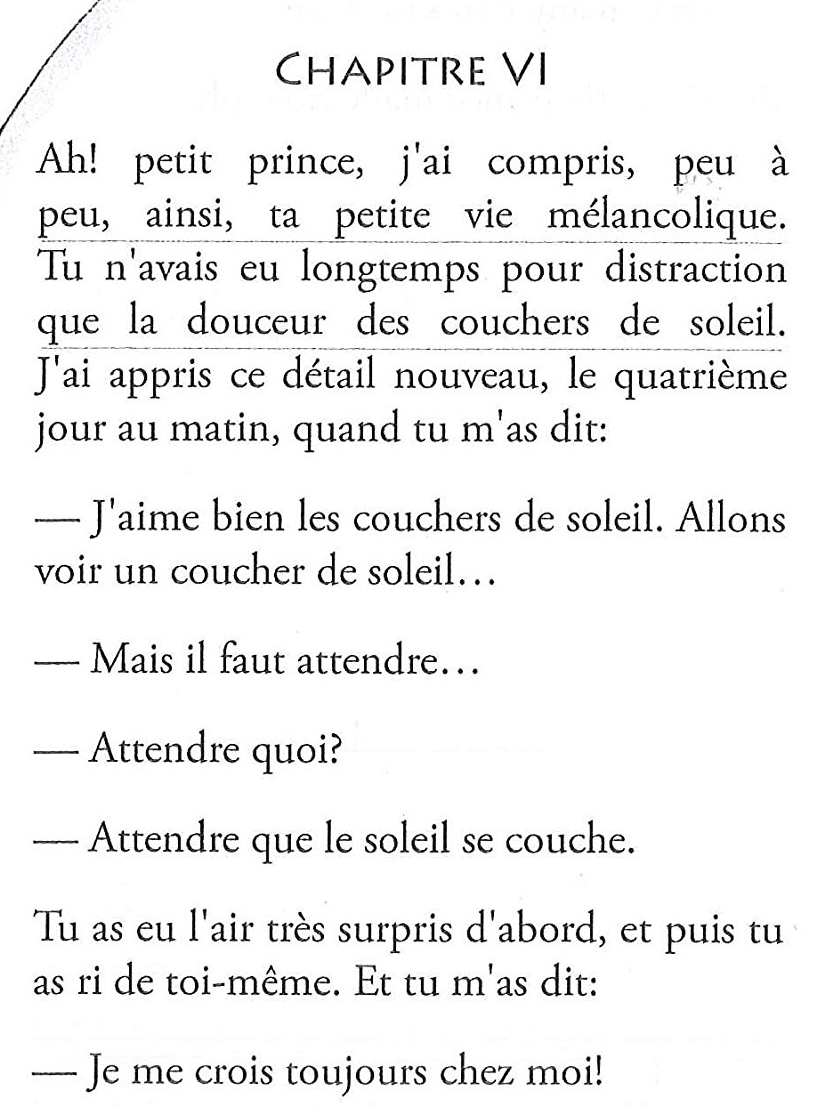 CHAPITRE VI
Ah! petit prince, j'ai compris, peu à
peu, ainsi, ta petite vie mélancolique.
Tu n'avais eu longtemps pour distraction
que la douceur des couchers de soleil.
J'ai appris ce détail nouveau, le quatrième
jour au matin, quand tu m'as dit:
— J'aime bien les couchers de soleil. Allons
voir un coucher de soleil...
— Mais il faut attendre...
— Attendre quoi?
— Attendre que le soleil se couche.
Tu as eu l'air très surpris d'abord, et puis tu
as ri de toi-même. Et tu m'as dit:
— Je me crois toujours chez moi!